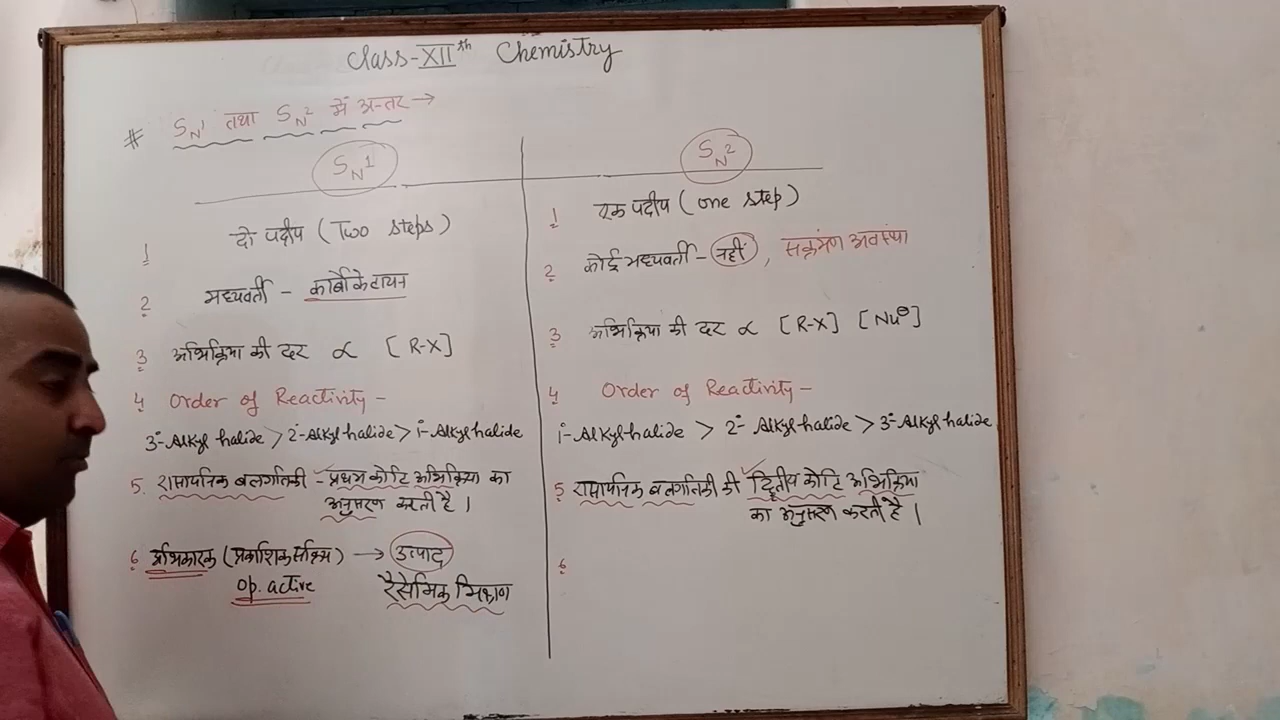 Class-XIIth Chemistry
# SN1 तथा SN2 में अन्तर →
SN1
1 दो पदीय (Two steps)
2 मध्यवर्ती - कार्बोकेटायन
3 अभिक्रिया की दर ∝ [R-X]
4 Order of Reactivity -
3°-Alkyl halide > 2°-Alkyl halide > 1°-Alkyl halide
5. रासायनिक बलगतिकी - प्रथम कोटि अभिक्रिया का
अनुसरण करती है।
6 अभिकारक (प्रकाशिक सक्रिय) → उत्पाद
op. active रैसेमिक मिश्रण
SN2
1 एक पदीय (one step)
2 कोई मध्यवर्ती - नहीं, संक्रमण अवस्था
3 अभिक्रिया की दर ∝ [R-X] [Nu⊖]
4 Order of Reactivity -
1°-Alkyl halide > 2°- Alkyl halide > 3°-Alkyl halide
5 रासायनिक बलगतिकी की द्वितीय कोटि अभिक्रिया
का अनुसरण करती है।
6